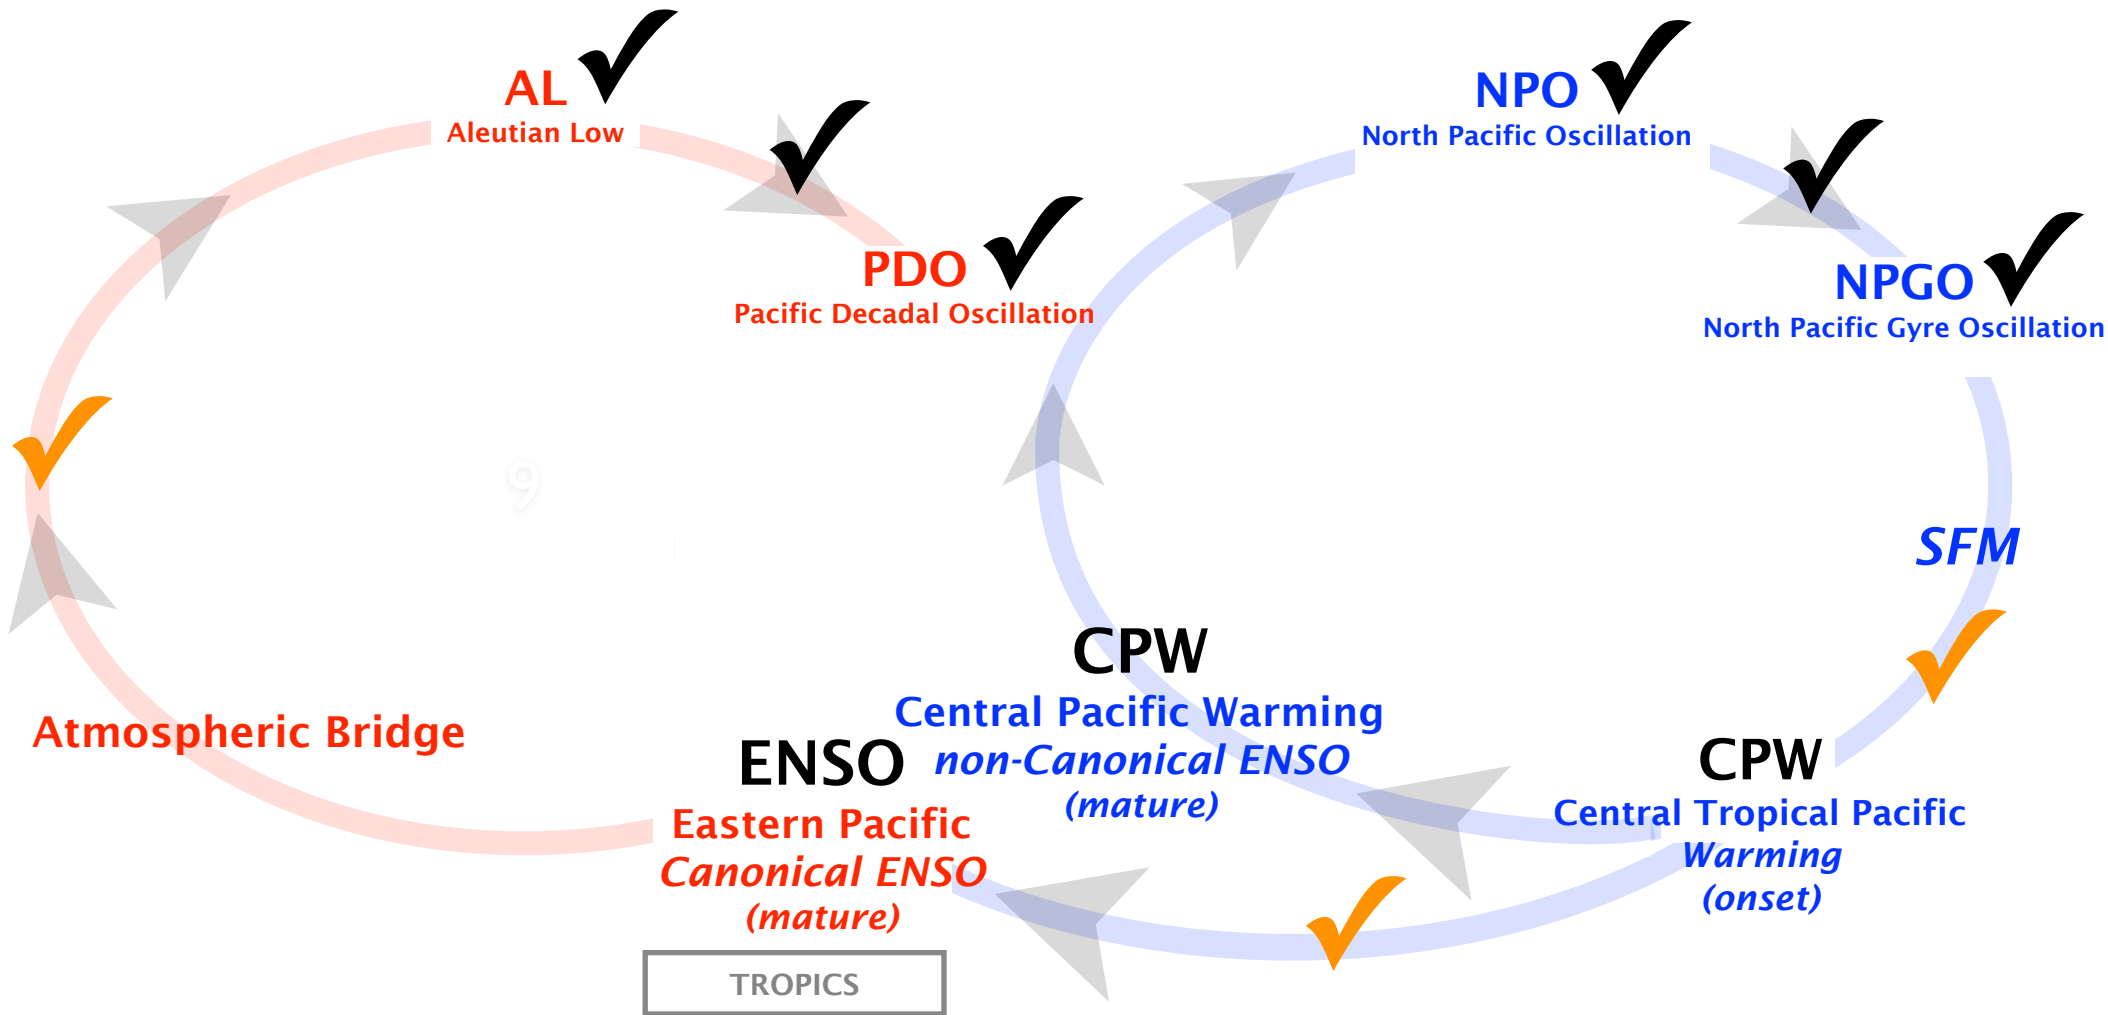 AL
Aleutian Low
NPO
North Pacific Oscillation
PDO
Pacific Decadal Oscillation
NPGO
North Pacific Gyre Oscillation
9
SFM
Atmospheric Bridge
CPW
Central Pacific Warming
non-Canonical ENSO
(mature)
ENSO
Eastern Pacific
Canonical ENSO
(mature)
CPW
Central Tropical Pacific
Warming
(onset)
TROPICS